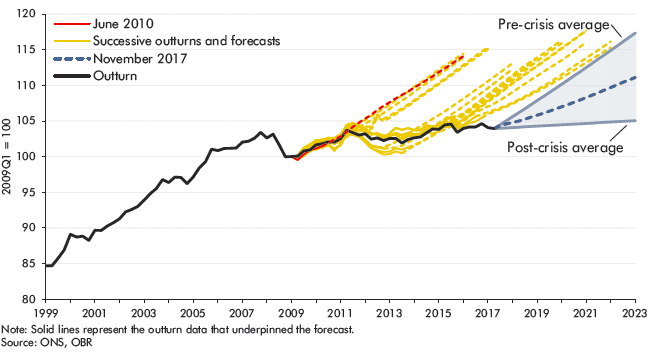 June 2010
Successive outturns and forecasts
November 2017
Outturn
Pre-crisis average
Post-crisis average
2009Q1 = 100
120
115
110
105
100
95
90
85
80
1999 2001 2003 2005 2007 2009 2011 2013 2015 2017 2019 2021 2023
Note: Solid lines represent the outturn data that underpinned the forecast.
Source: ONS, OBR